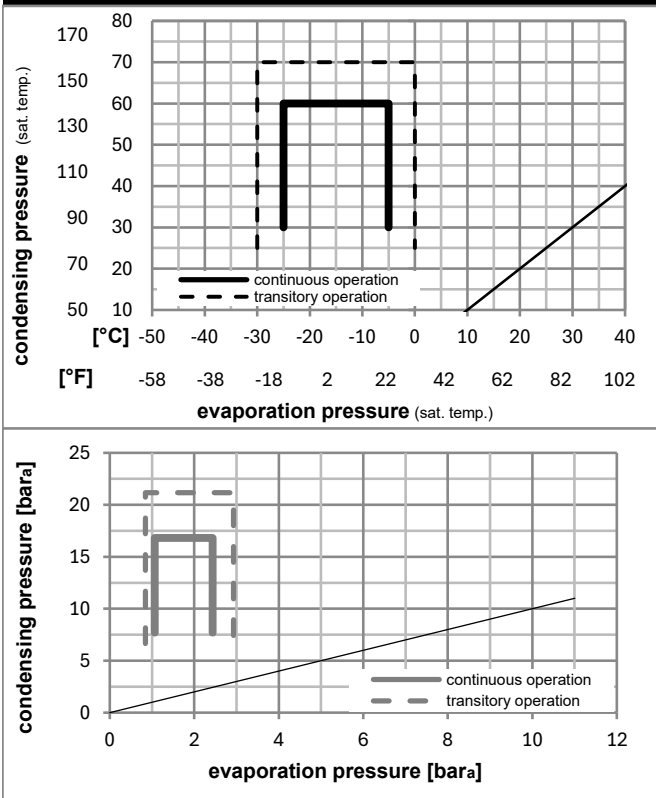 condensing pressure (sat. temp.)
170 80
70
150
60
130
50
110
40
90
30
70
20
50 10
continuous operation
transitory operation
[°C] -50 -40 -30 -20 -10 0 10 20 30 40
[°F] -58 -38 -18 2 22 42 62 82 102
evaporation pressure (sat. temp.)
condensing pressure [bara]
25
20
15
10
5
0
continuous operation
transitory operation
0 2 4 6 8 10 12
evaporation pressure [bara]